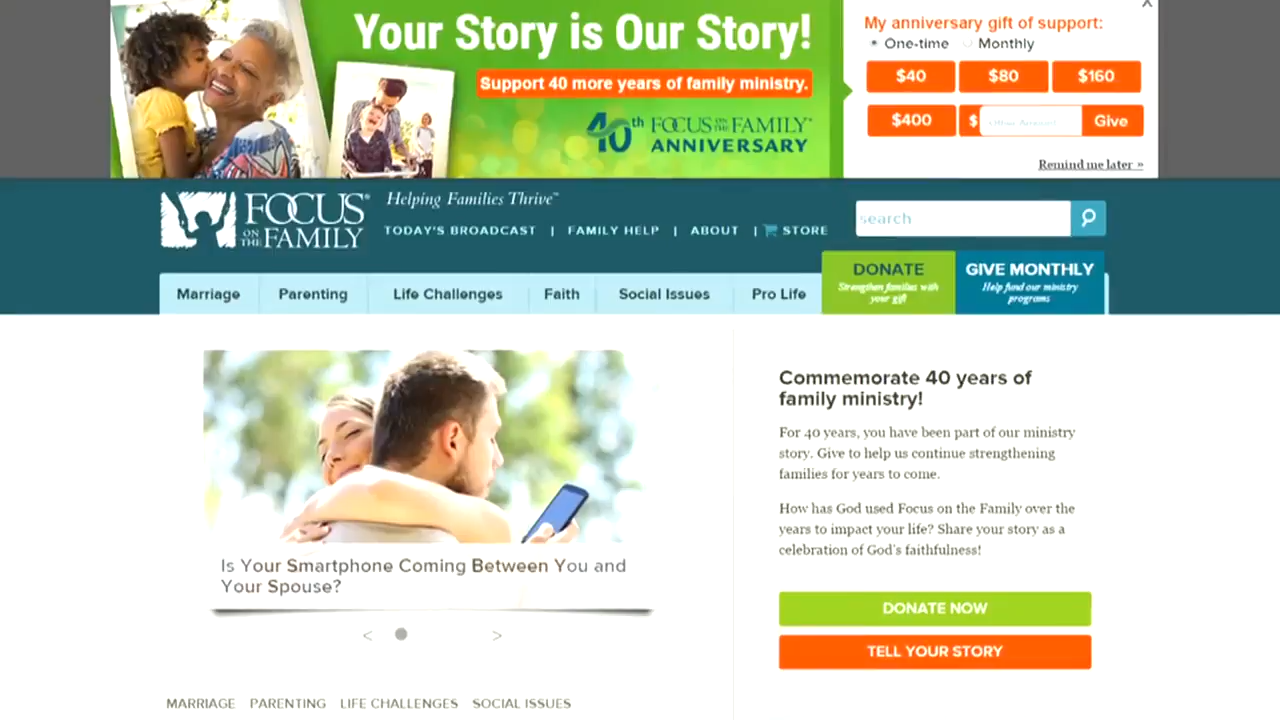 Your Story is Our Story!
Support 40 more years of family ministry.
40th FOCUS ON THE FAMILY™
ANNIVERSARY
X
My anniversary gift of support:
One-time Monthly
$40 $80 $160
$400 $ Other Amount Give
Remind me later »
FOCUS ON THE FAMILY®
Helping Families Thrive™
TODAY'S BROADCAST | FAMILY HELP | ABOUT | STORE
search
Marriage Parenting Life Challenges Faith Social Issues Pro Life
DONATE
Strengthen families with
your gift
GIVE MONTHLY
Help fund our ministry
programs
Is Your Smartphone Coming Between You and
Your Spouse?
< >
MARRIAGE PARENTING LIFE CHALLENGES SOCIAL ISSUES
Commemorate 40 years of
family ministry!
For 40 years, you have been part of our ministry
story. Give to help us continue strengthening
families for years to come.
How has God used Focus on the Family over the
years to impact your life? Share your story as a
celebration of God's faithfulness!
DONATE NOW
TELL YOUR STORY